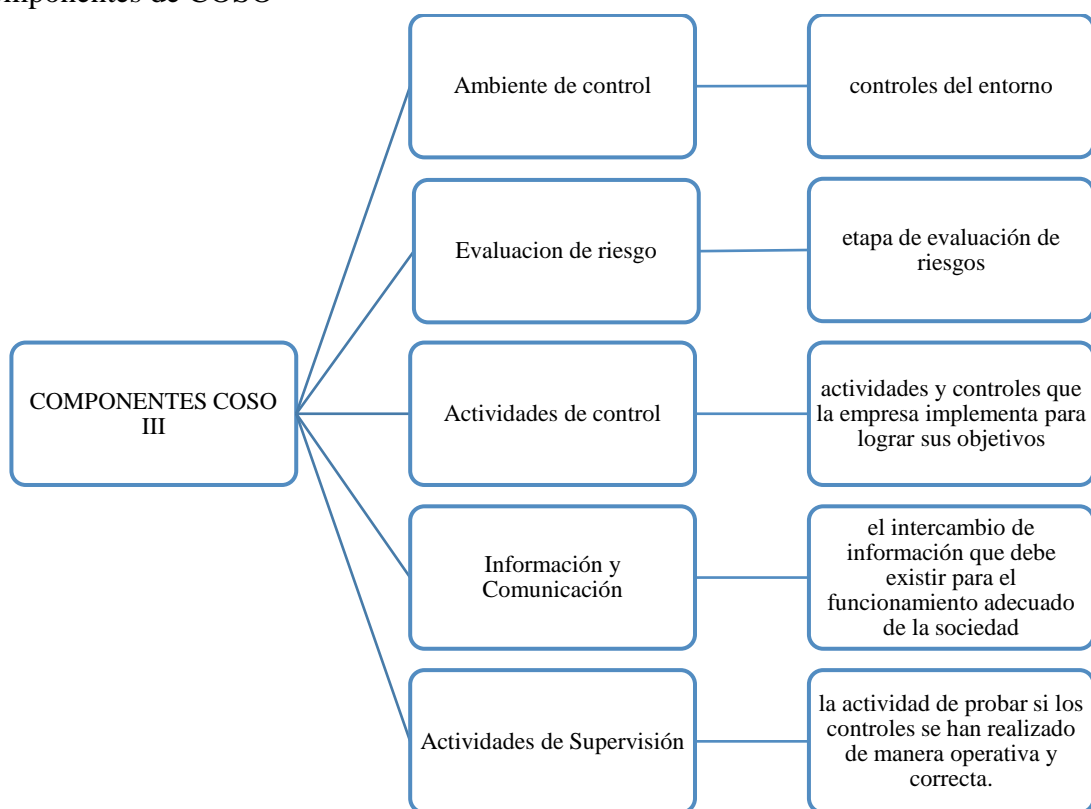 mponentes de COSO
Ambiente de control
controles del entorno
Evaluacion de riesgo
etapa de evaluación de
riesgos
COMPONENTES COSO
III
Actividades de control
actividades y controles que
la empresa implementa para
lograr sus objetivos
Información y
Comunicación
el intercambio de
información que debe
existir para el
funcionamiento adecuado
de la sociedad
Actividades de Supervisión
la actividad de probar si los
controles se han realizado
de manera operativa y
correcta.